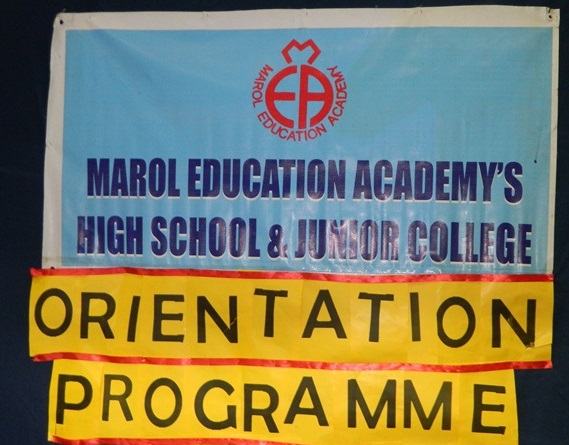 MEA
MAROL EDUCATION ACADEMY
MAROL EDUCATION ACADEMY'S
HIGH SCHOOL & JUNIOR COLLEGE
ORIENTATION
PROGRAMME